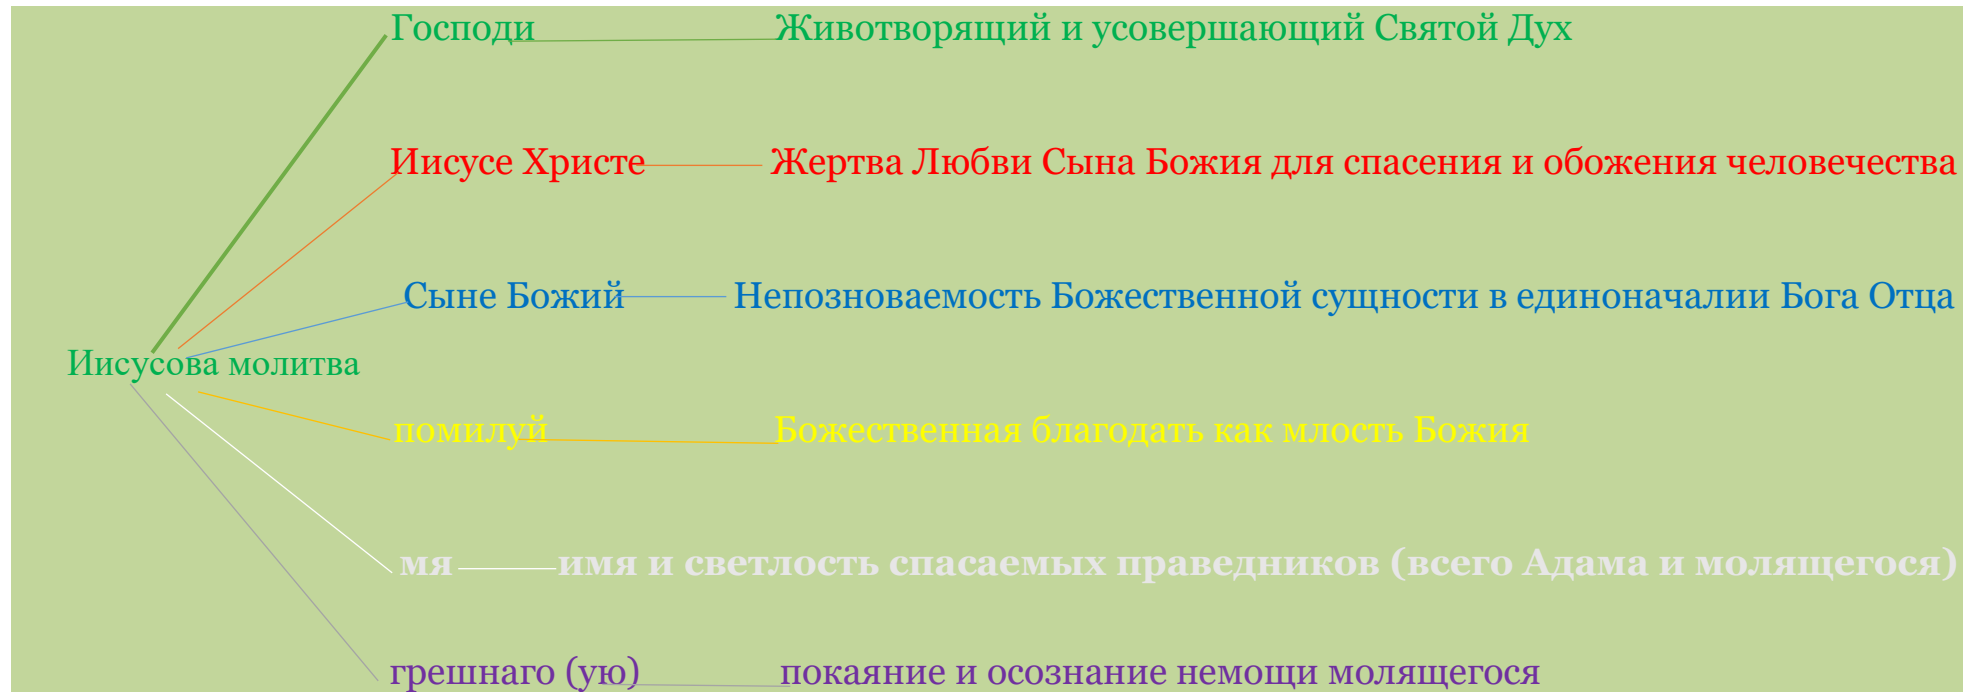 Господи Животворящий и усовершающий Святой Дух
Иисусе Христе Жертва Любви Сына Божия для спасения и обожения человечества
Сыне Божий Непозноваемость Божественной сущности в единоначалии Бога Отца
Иисусова молитва
помилуй Божественная благодать как млость Божия
мя имя и светлость спасаемых праведников (всего Адама и молящегося)
грешнаго (ую) покаяние и осознание немощи молящегося